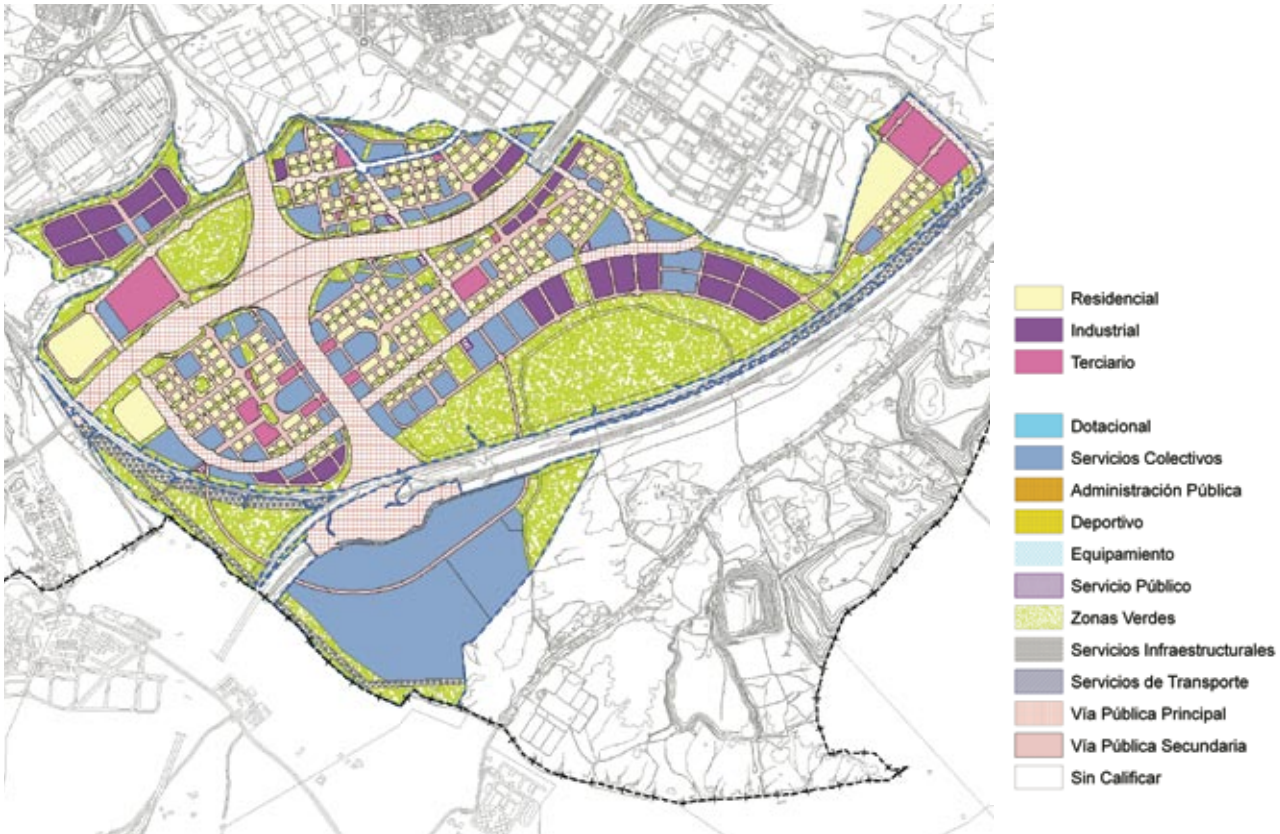 Residencial
Industrial
Terciario
Dotacional
Servicios Colectivos
Administración Pública
Deportivo
Equipamiento
Servicio Público
Zonas Verdes
Servicios Infraestructurales
Servicios de Transporte
Vía Pública Principal
Vía Pública Secundaria
Sin Calificar